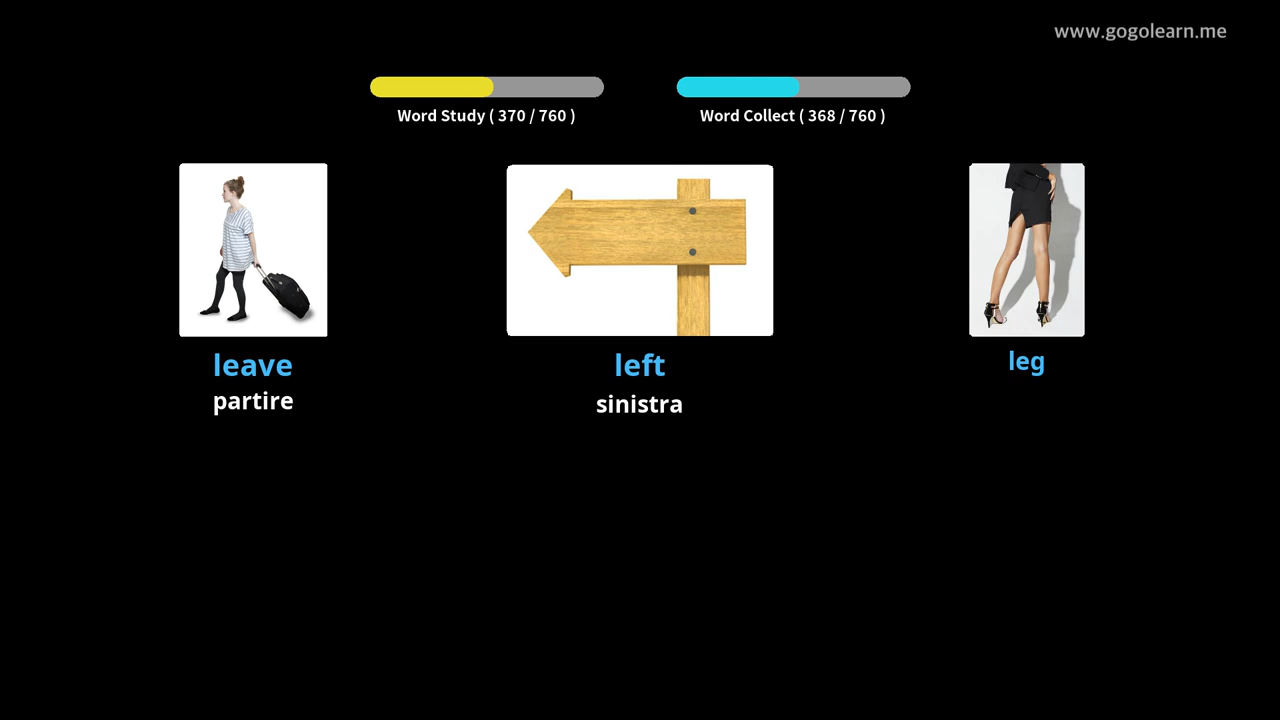 www.gogolearn.me
Word Study ( 370 / 760 )
Word Collect ( 368 / 760 )
leave
left
leg
partire
sinistra